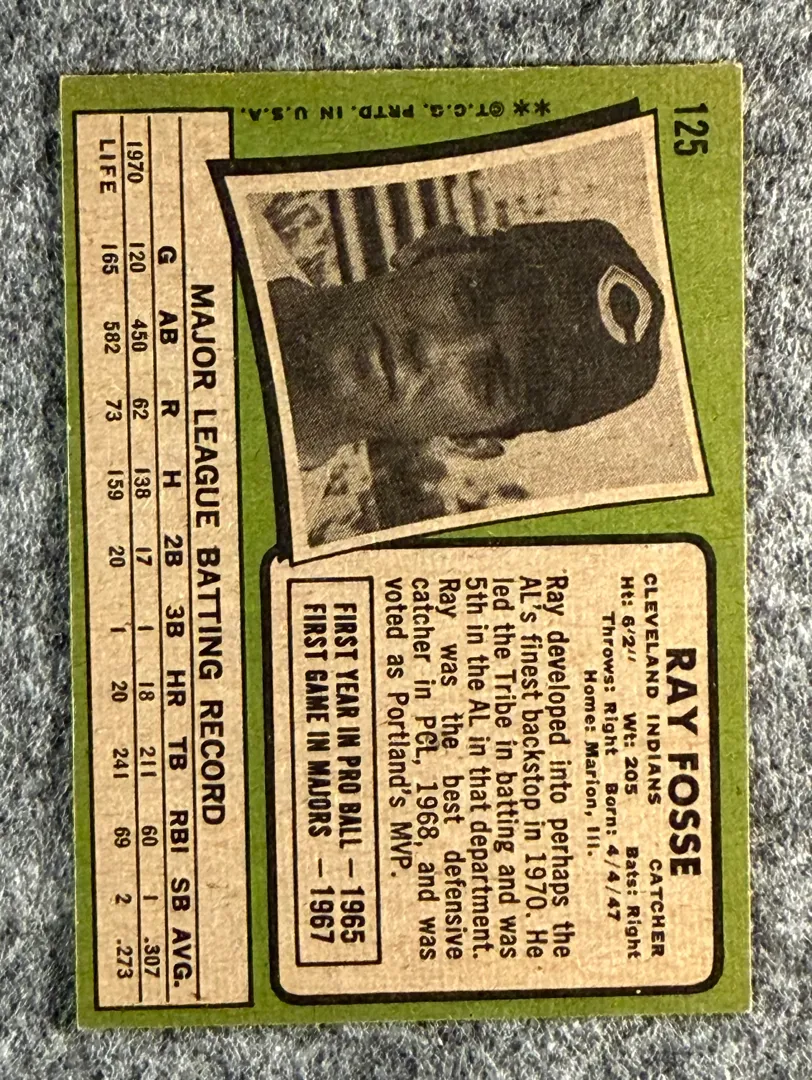 125
RAY FOSSE
CLEVELAND INDIANS CATCHER
Ht: 6'2" Wt: 205 Bats: Right
Throws: Right Born: 4/4/47
Home: Marion, Ill.
Ray developed into perhaps the
AL's finest backstop in 1970. He
led the Tribe in batting and was
5th in the AL in that department.
Ray was the best defensive
catcher in PCL, 1968, and was
voted as Portland's MVP.
FIRST YEAR IN PRO BALL — 1965
FIRST GAME IN MAJORS — 1967
C
**©T.C.G. PRTD. IN U.S.A.
MAJOR LEAGUE BATTING RECORD
G AB R H 2B 3B HR TB RBI SB AVG.
1970 120 450 62 138 17 1 18 211 60 1 .307
LIFE 165 582 73 159 20 1 20 241 69 2 .273